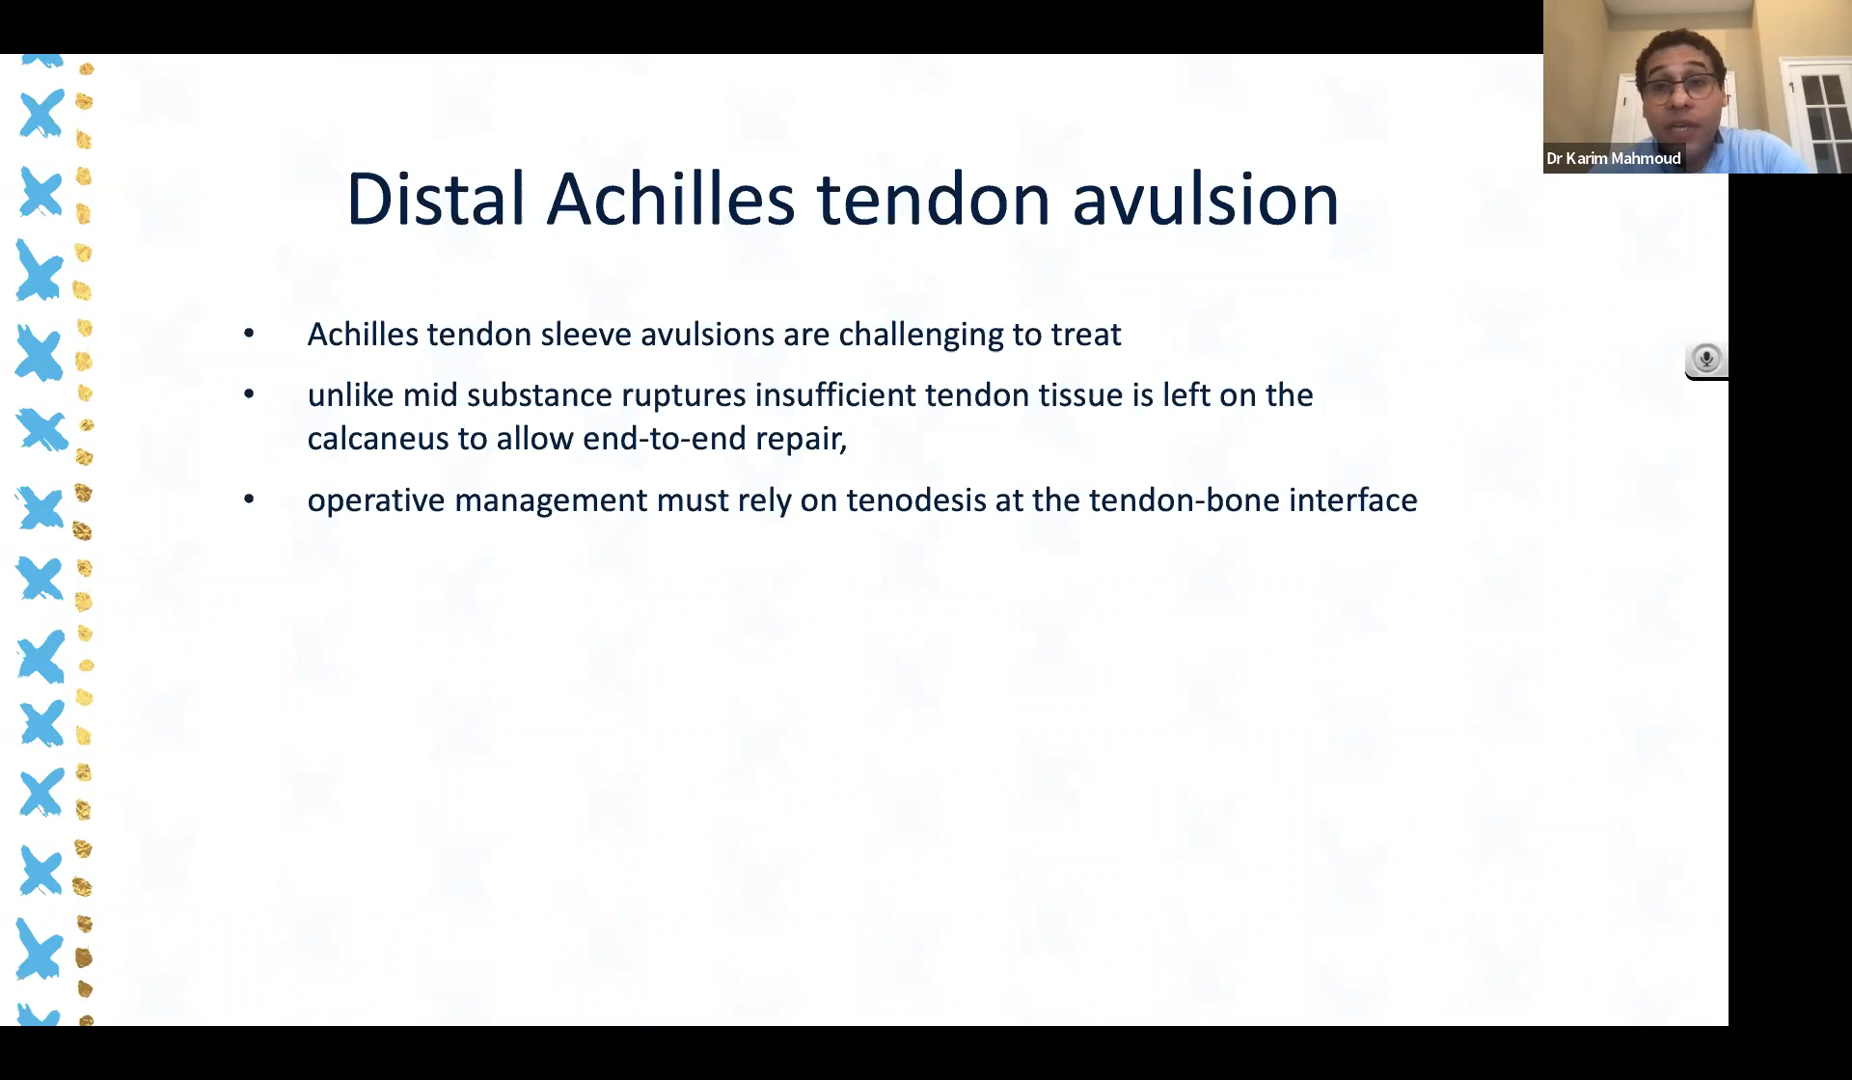 Dr Karim Mahmoud
Distal Achilles tendon avulsion
• Achilles tendon sleeve avulsions are challenging to treat
• unlike mid substance ruptures insufficient tendon tissue is left on the
calcaneus to allow end-to-end repair,
• operative management must rely on tenodesis at the tendon-bone interface